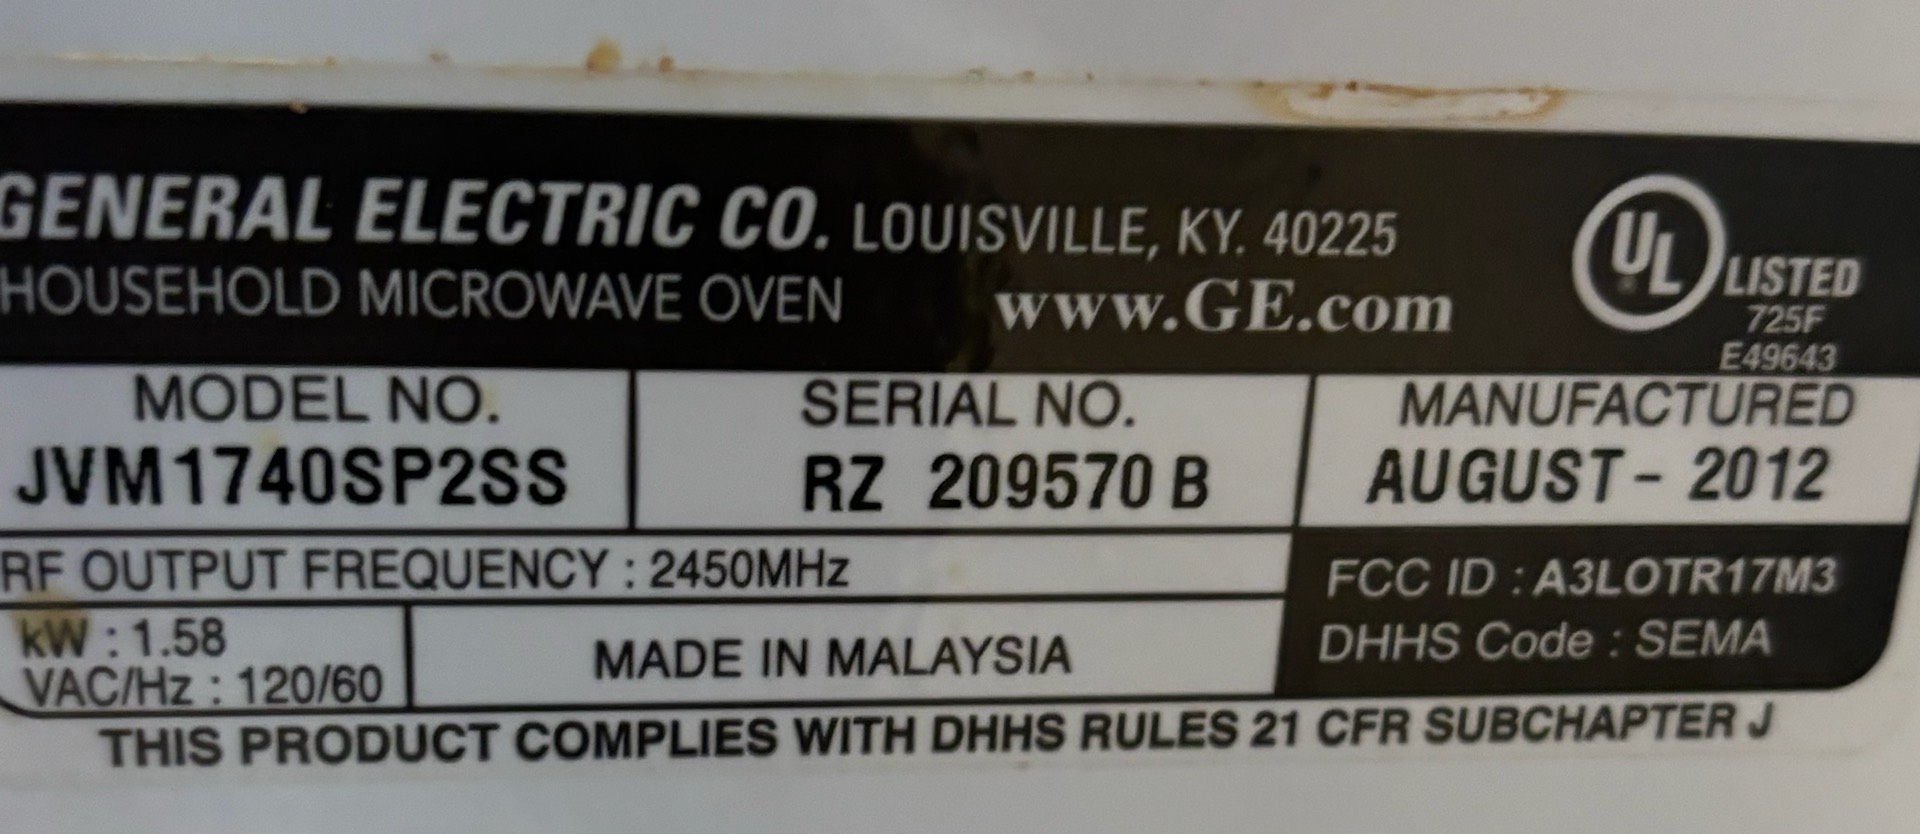 GENERAL ELECTRIC CO. LOUISVILLE, KY. 40225
HOUSEHOLD MICROWAVE OVEN www.GE.com
UL LISTED
725F
E49643
MODEL NO.
JVM1740SP2SS
SERIAL NO.
RZ 209570 B
MANUFACTURED
AUGUST - 2012
RF OUTPUT FREQUENCY : 2450MHz
kW : 1.58
VAC/Hz : 120/60
MADE IN MALAYSIA
FCC ID : A3LOTR17M3
DHHS Code : SEMA
THIS PRODUCT COMPLIES WITH DHHS RULES 21 CFR SUBCHAPTER J